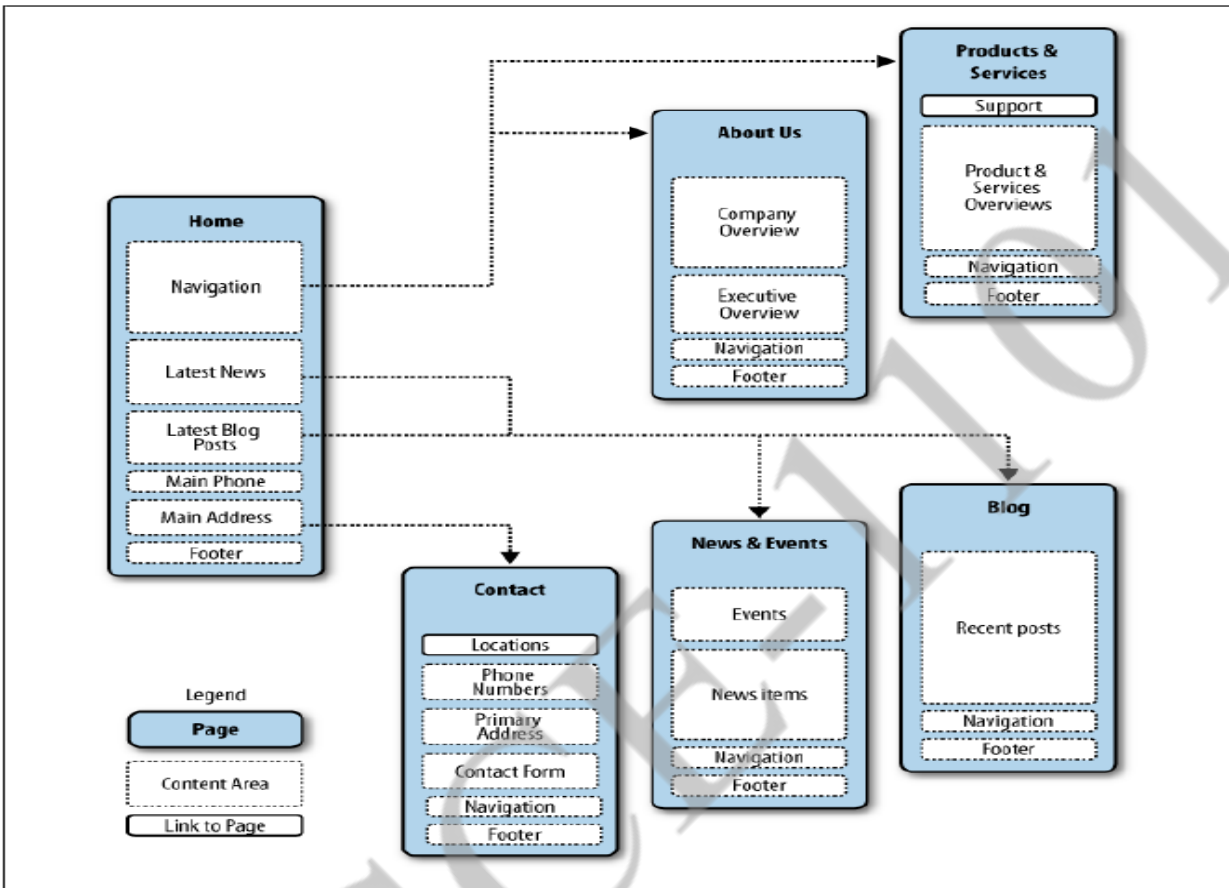 Home
Navigation
Latest News
Latest Blog
Posts
Main Phone
Main Address
Footer
Products &
Services
Support
Product &
Services
Overviews
Navigation
Footer
About Us
Company
Overview
Executive
Overview
Navigation
Footer
Contact
Locations
Phone
Numbers
Primary
Address
Contact Form
Navigation
Footer
News & Events
Events
News items
Navigation
Footer
Blog
Recent posts
Navigation
Footer
Legend
Page
Content Area
Link to Page
CE-1101